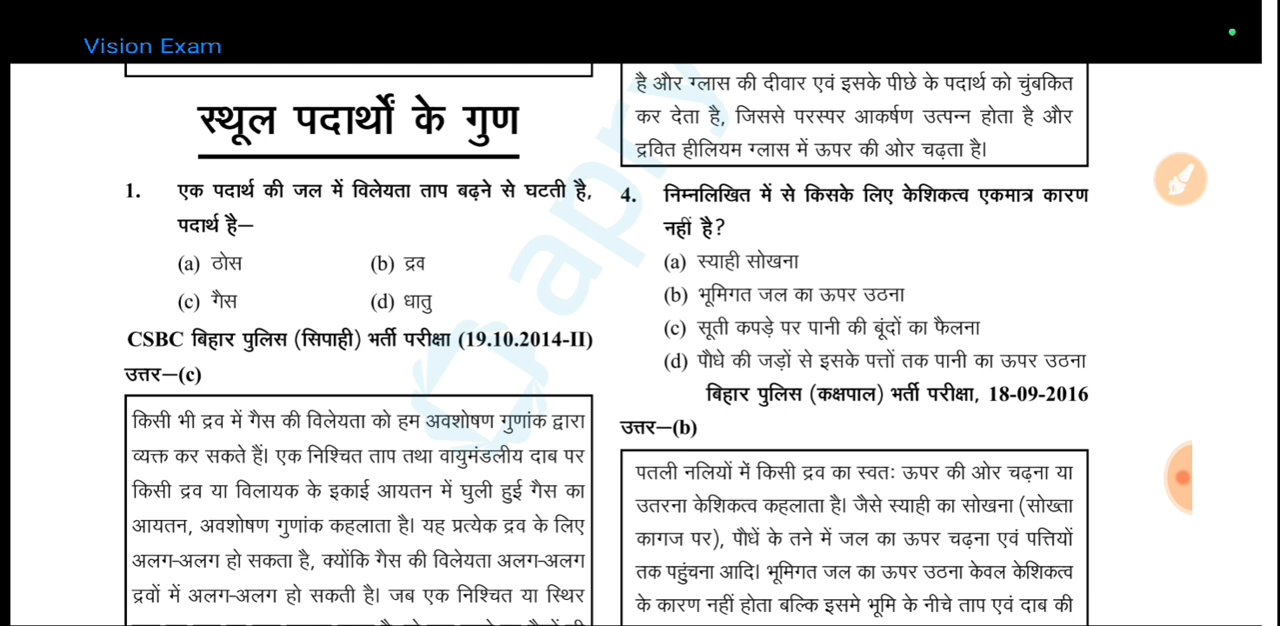 Vision Exam
स्थूल पदार्थों के गुण
1. एक पदार्थ की जल में विलेयता ताप बढ़ने से घटती है,
पदार्थ है—
(a) ठोस (b) द्रव
(c) गैस (d) धातु
CSBC बिहार पुलिस (सिपाही) भर्ती परीक्षा (19.10.2014-II)
उत्तर—(c)
किसी भी द्रव में गैस की विलेयता को हम अवशोषण गुणांक द्वारा
व्यक्त कर सकते हैं। एक निश्चित ताप तथा वायुमंडलीय दाब पर
किसी द्रव या विलायक के इकाई आयतन में घुली हुई गैस का
आयतन, अवशोषण गुणांक कहलाता है। यह प्रत्येक द्रव के लिए
अलग-अलग हो सकता है, क्योंकि गैस की विलेयता अलग-अलग
द्रवों में अलग-अलग हो सकती है। जब एक निश्चित या स्थिर
है और ग्लास की दीवार एवं इसके पीछे के पदार्थ को चुंबकित
कर देता है, जिससे परस्पर आकर्षण उत्पन्न होता है और
द्रवित हीलियम ग्लास में ऊपर की ओर चढ़ता है।
4. निम्नलिखित में से किसके लिए केशिकत्व एकमात्र कारण
नहीं है?
(a) स्याही सोखना
(b) भूमिगत जल का ऊपर उठना
(c) सूती कपड़े पर पानी की बूंदों का फैलना
(d) पौधे की जड़ों से इसके पत्तों तक पानी का ऊपर उठना
बिहार पुलिस (कक्षपाल) भर्ती परीक्षा, 18-09-2016
उत्तर—(b)
पतली नलियों में किसी द्रव का स्वतः ऊपर की ओर चढ़ना या
उतरना केशिकत्व कहलाता है। जैसे स्याही का सोखना (सोख्ता
कागज पर), पौधें के तने में जल का ऊपर चढ़ना एवं पत्तियों
तक पहुंचना आदि। भूमिगत जल का ऊपर उठना केवल केशिकत्व
के कारण नहीं होता बल्कि इसमे भूमि के नीचे ताप एवं दाब की